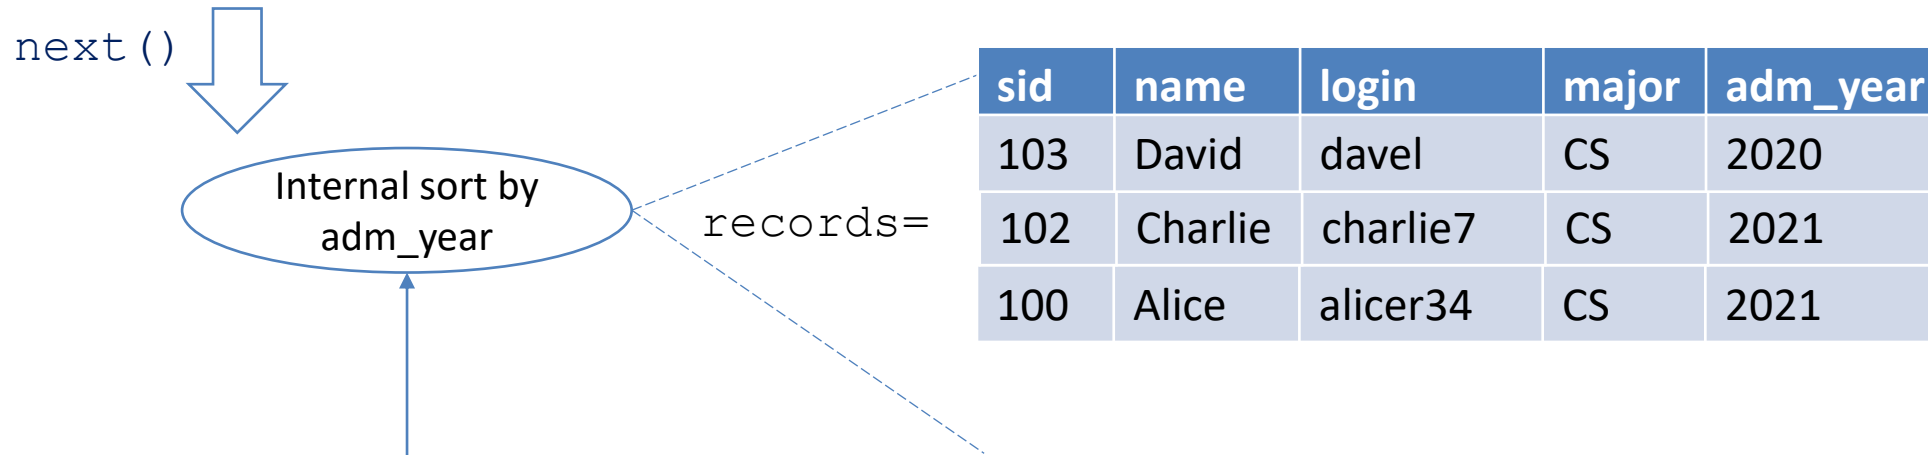 next()
Internal sort by
adm_year
records=
sid name login major adm_year
103 David davel CS 2020
102 Charlie charlie7 CS 2021
100 Alice alicer34 CS 2021